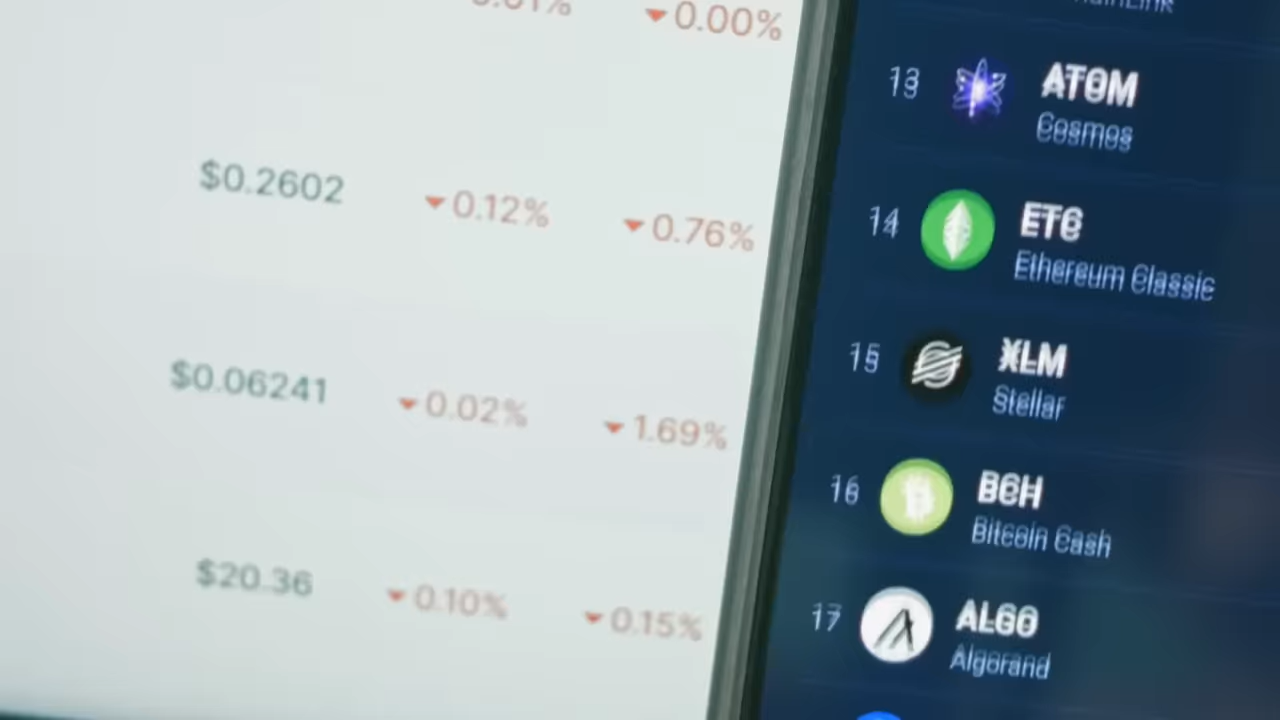 0.00%
$0.2602 0.12% 0.76%
$0.06241 0.02% 1.69%
$20.36 0.10% 0.15%
13 ATOM
Cosmos
14 ETC
Ethereum Classic
15 XLM
Stellar
16 BCH
Bitcoin Cash
17 ALGO
Algorand